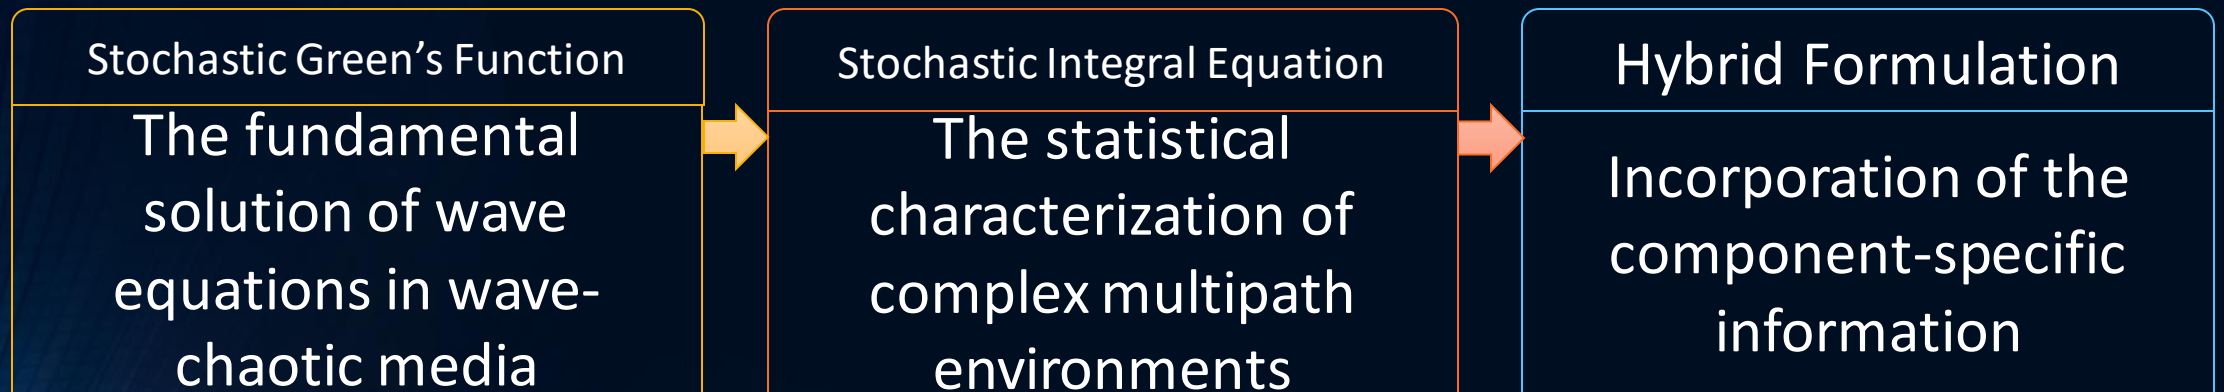 Stochastic Green’s Function
The fundamental
solution of wave
equations in wave-
chaotic media
Stochastic Integral Equation
The statistical
characterization of
complex multipath
environments
Hybrid Formulation
Incorporation of the
component-specific
information